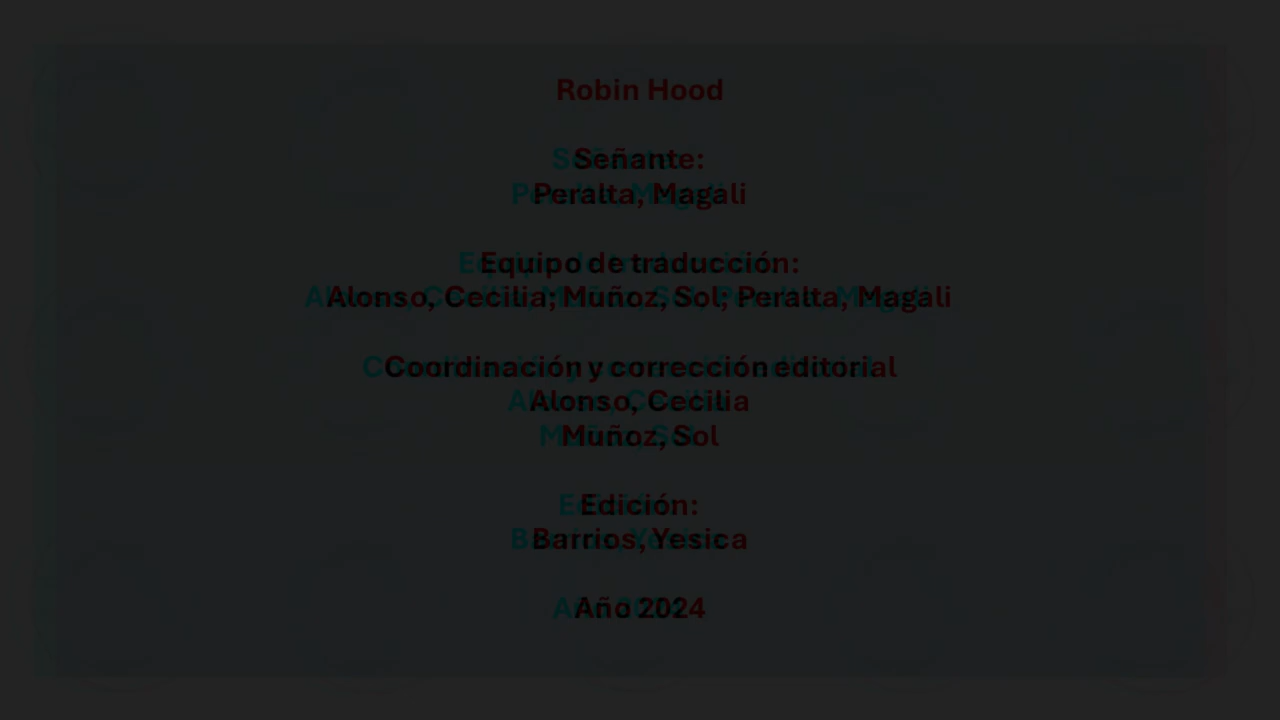 Robin Hood
Señante:
Peralta, Magali
Equipo de traducción:
Alonso, Cecilia; Muñoz, Sol; Peralta, Magali
Coordinación y corrección editorial
Alonso, Cecilia
Muñoz, Sol
Edición:
Barrios, Yesica
Año 2024